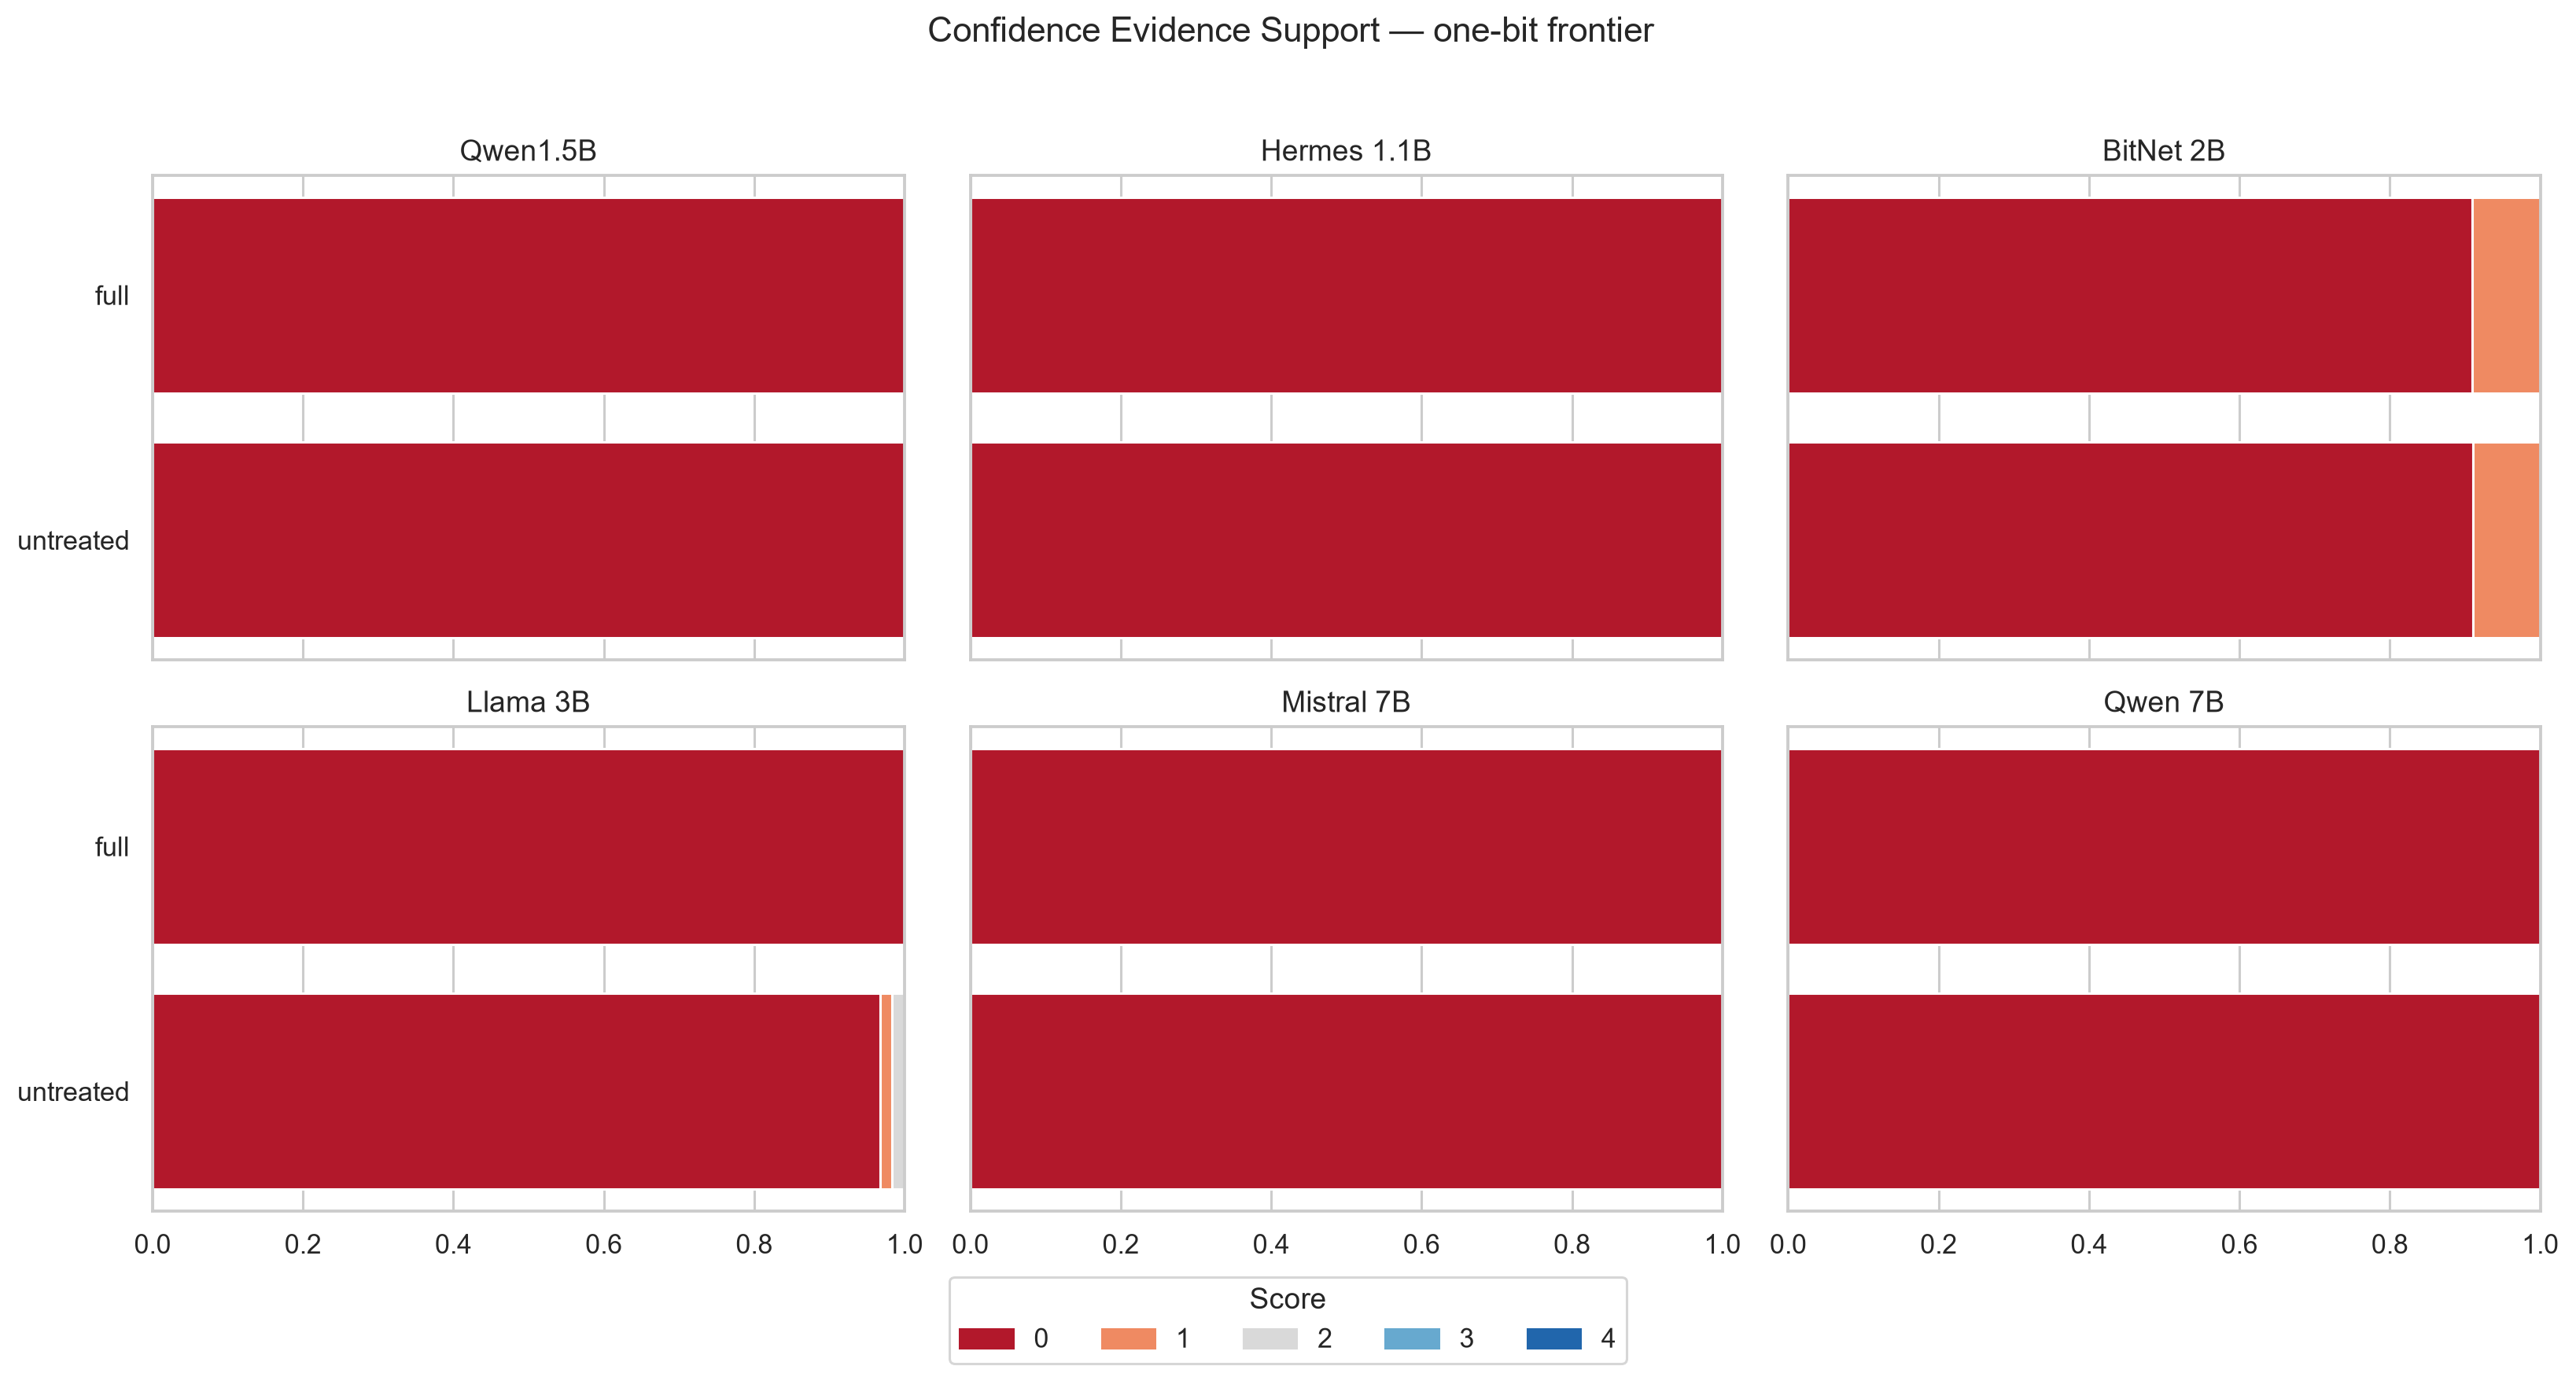 Confidence Evidence Support — one-bit frontier
Qwen1.5B
Hermes 1.1B
BitNet 2B
full
untreated
Llama 3B
Mistral 7B
Qwen 7B
full
untreated
0.0 0.2 0.4 0.6 0.8 1.0
0.0 0.2 0.4 0.6 0.8 1.0
0.0 0.2 0.4 0.6 0.8 1.0
Score
0 1 2 3 4